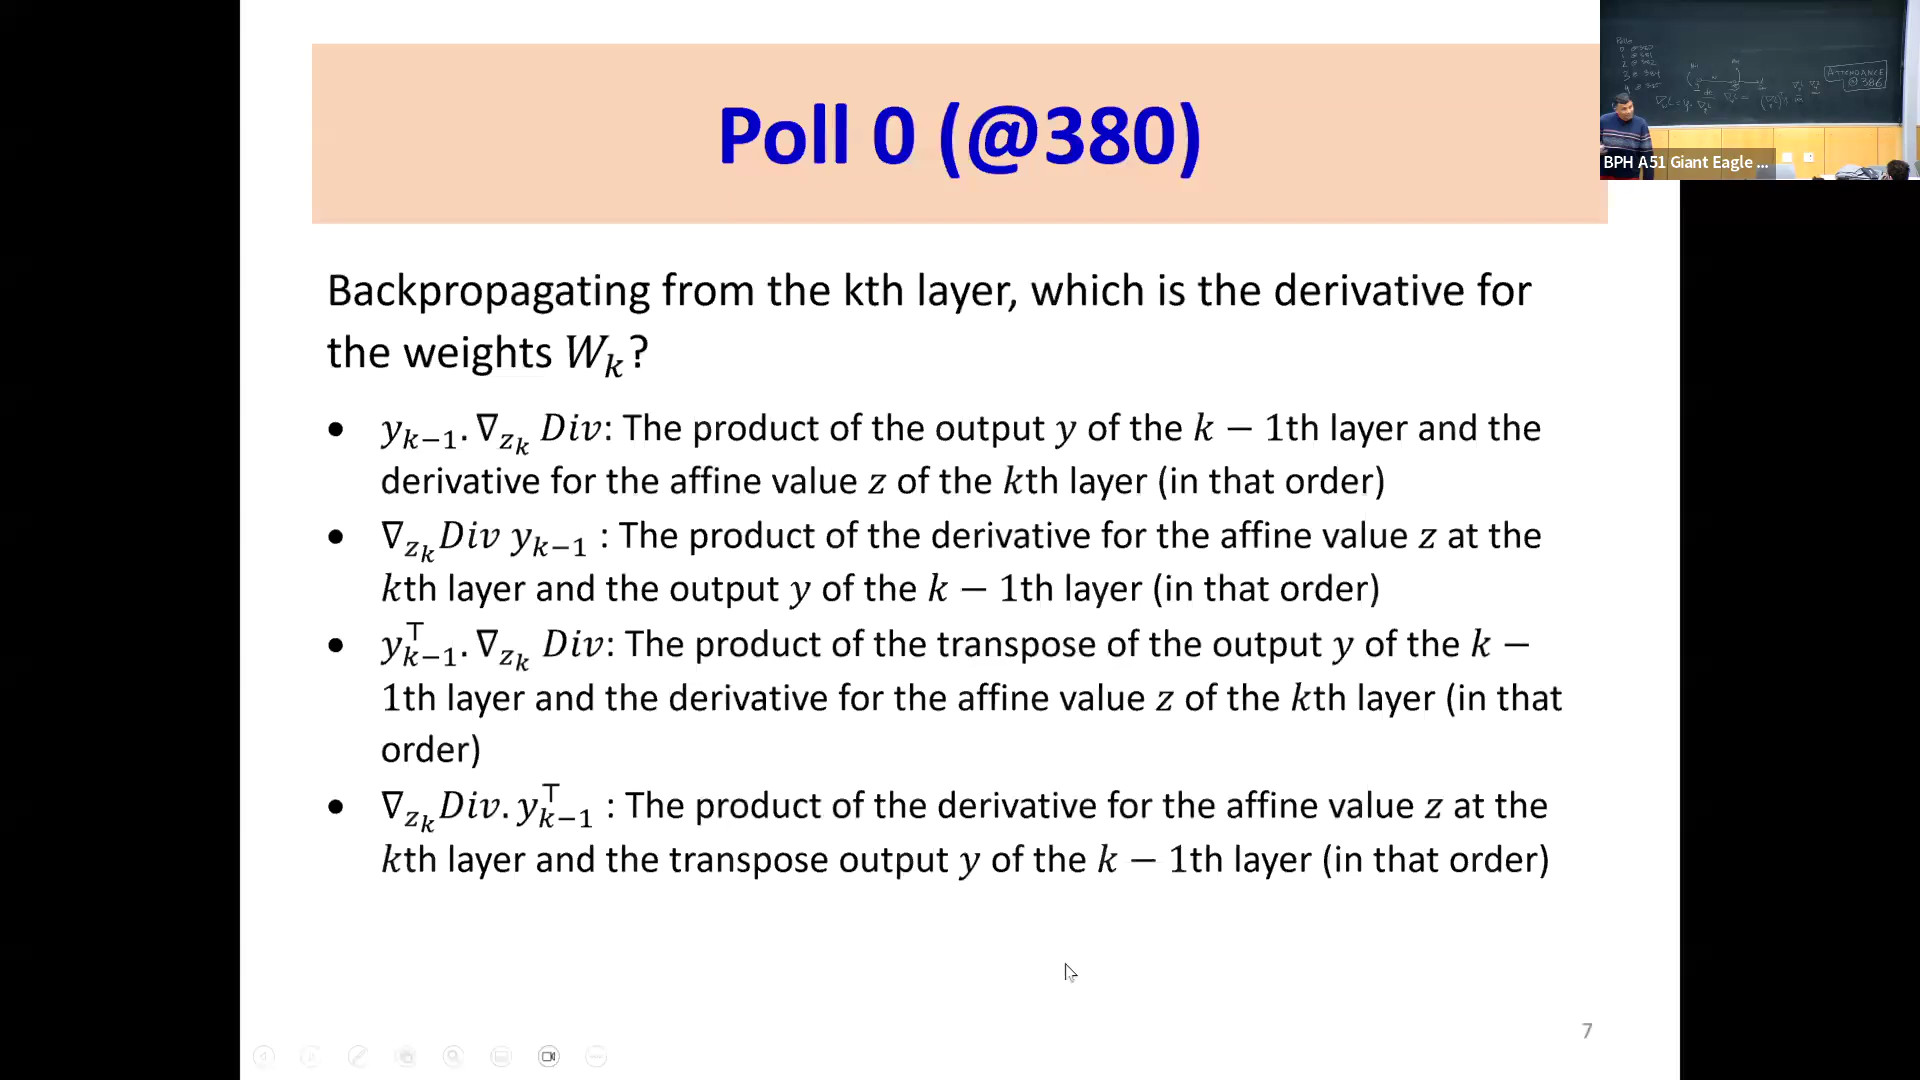 Poll 0 (@380)
Backpropagating from the kth layer, which is the derivative for
the weights W_k?
• y_{k−1}.∇_{z_k} Div: The product of the output y of the k − 1th layer and the
derivative for the affine value z of the kth layer (in that order)
• ∇_{z_k}Div y_{k−1} : The product of the derivative for the affine value z at the
kth layer and the output y of the k − 1th layer (in that order)
• y_{k−1}^⊤.∇_{z_k} Div: The product of the transpose of the output y of the k −
1th layer and the derivative for the affine value z of the kth layer (in that
order)
• ∇_{z_k}Div.y_{k−1}^⊤ : The product of the derivative for the affine value z at the
kth layer and the transpose output y of the k − 1th layer (in that order)
7
ATTENDANCE
@ 386
BPH A51 Giant Eagle ...